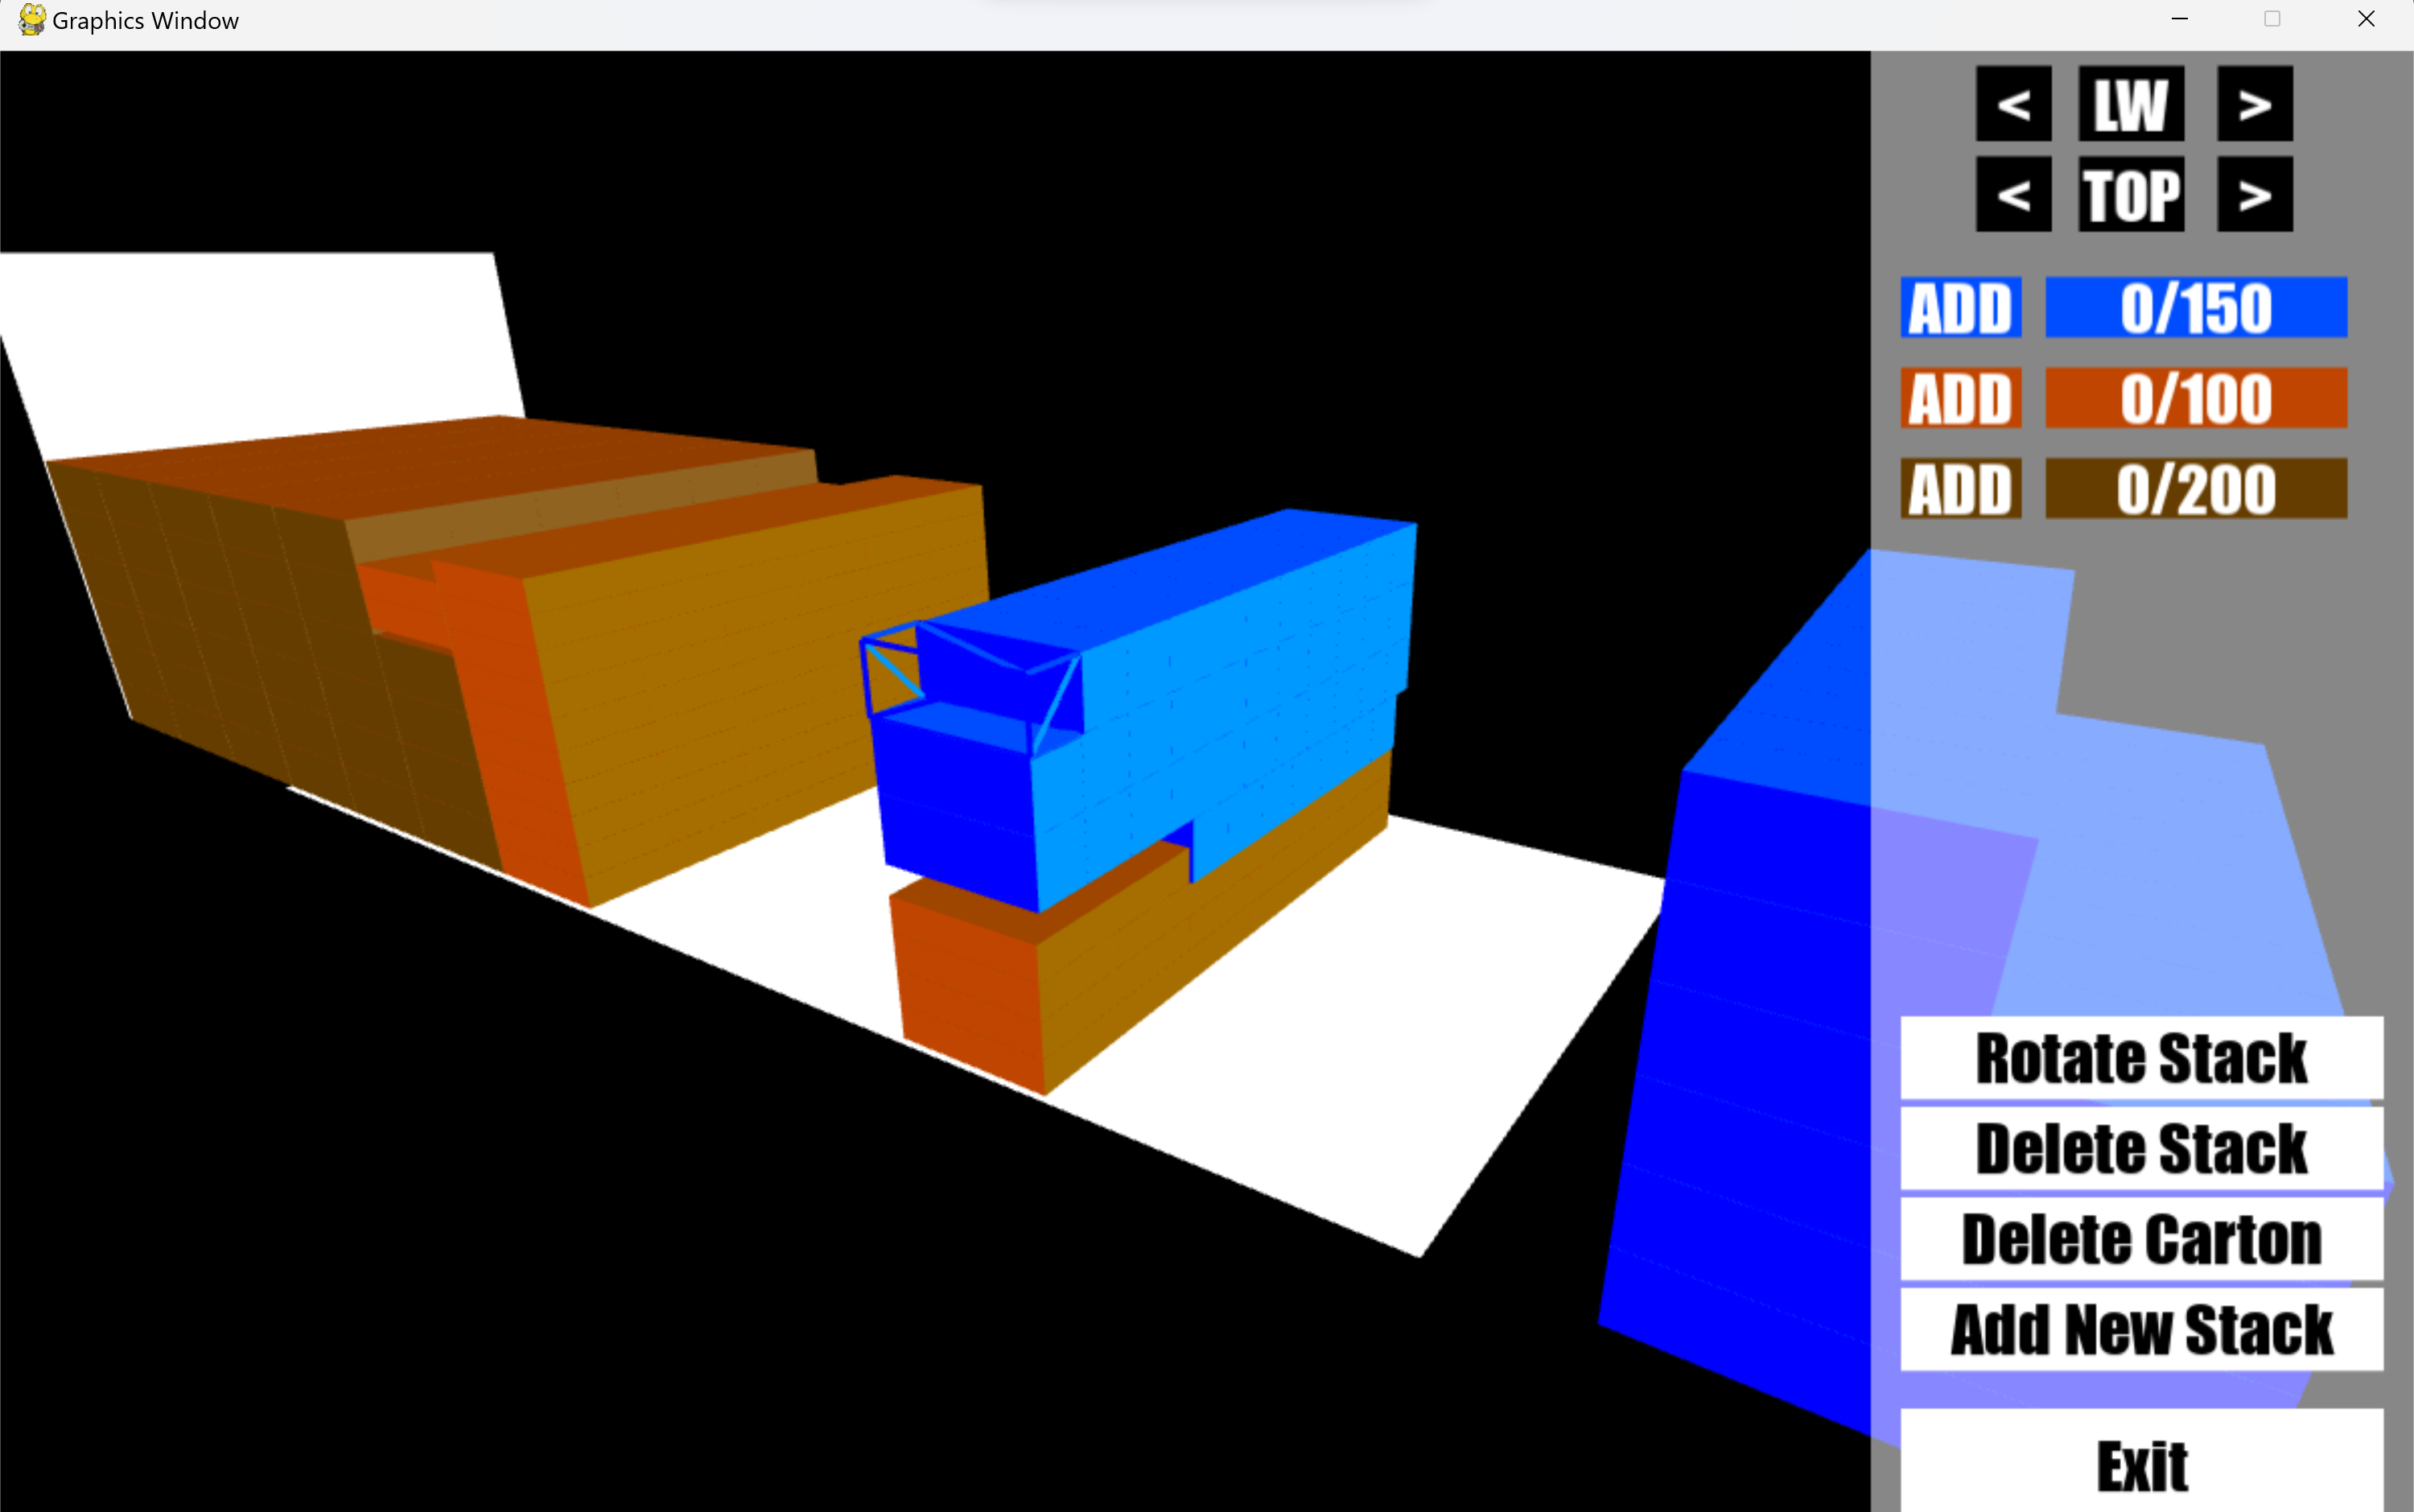 Graphics Window
< LW >
< TOP >
ADD 0/150
ADD 0/100
ADD 0/200
Rotate Stack
Delete Stack
Delete Carton
Add New Stack
Exit